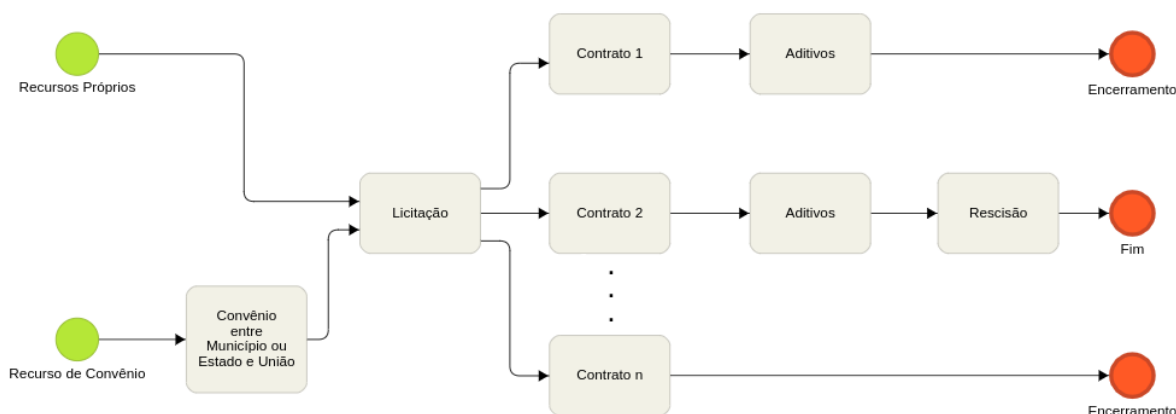 Contrato 1
Aditivos
Recursos Próprios
Encerramento
Licitação
Contrato 2
Aditivos
Rescisão
Fim
Convênio
entre
Município ou
Estado e União
Recurso de Convênio
Contrato n
Encerramento